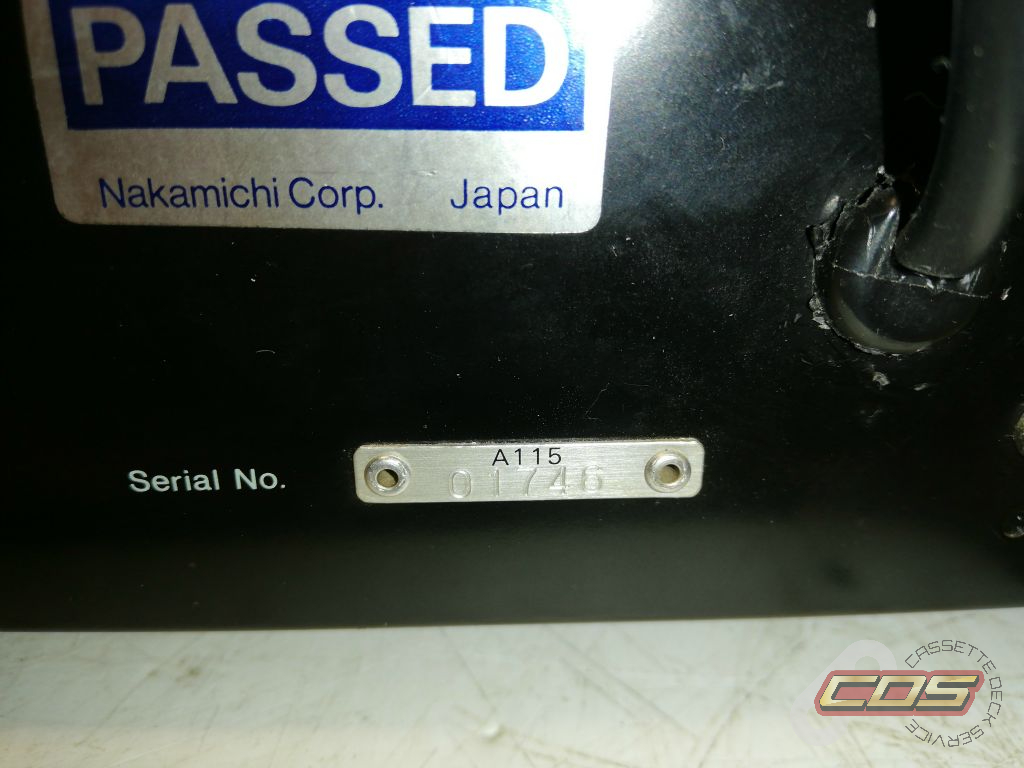 PASSED
Nakamichi Corp. Japan
Serial No.
A115
01746
CDS
CASSETTE DECK SERVICE